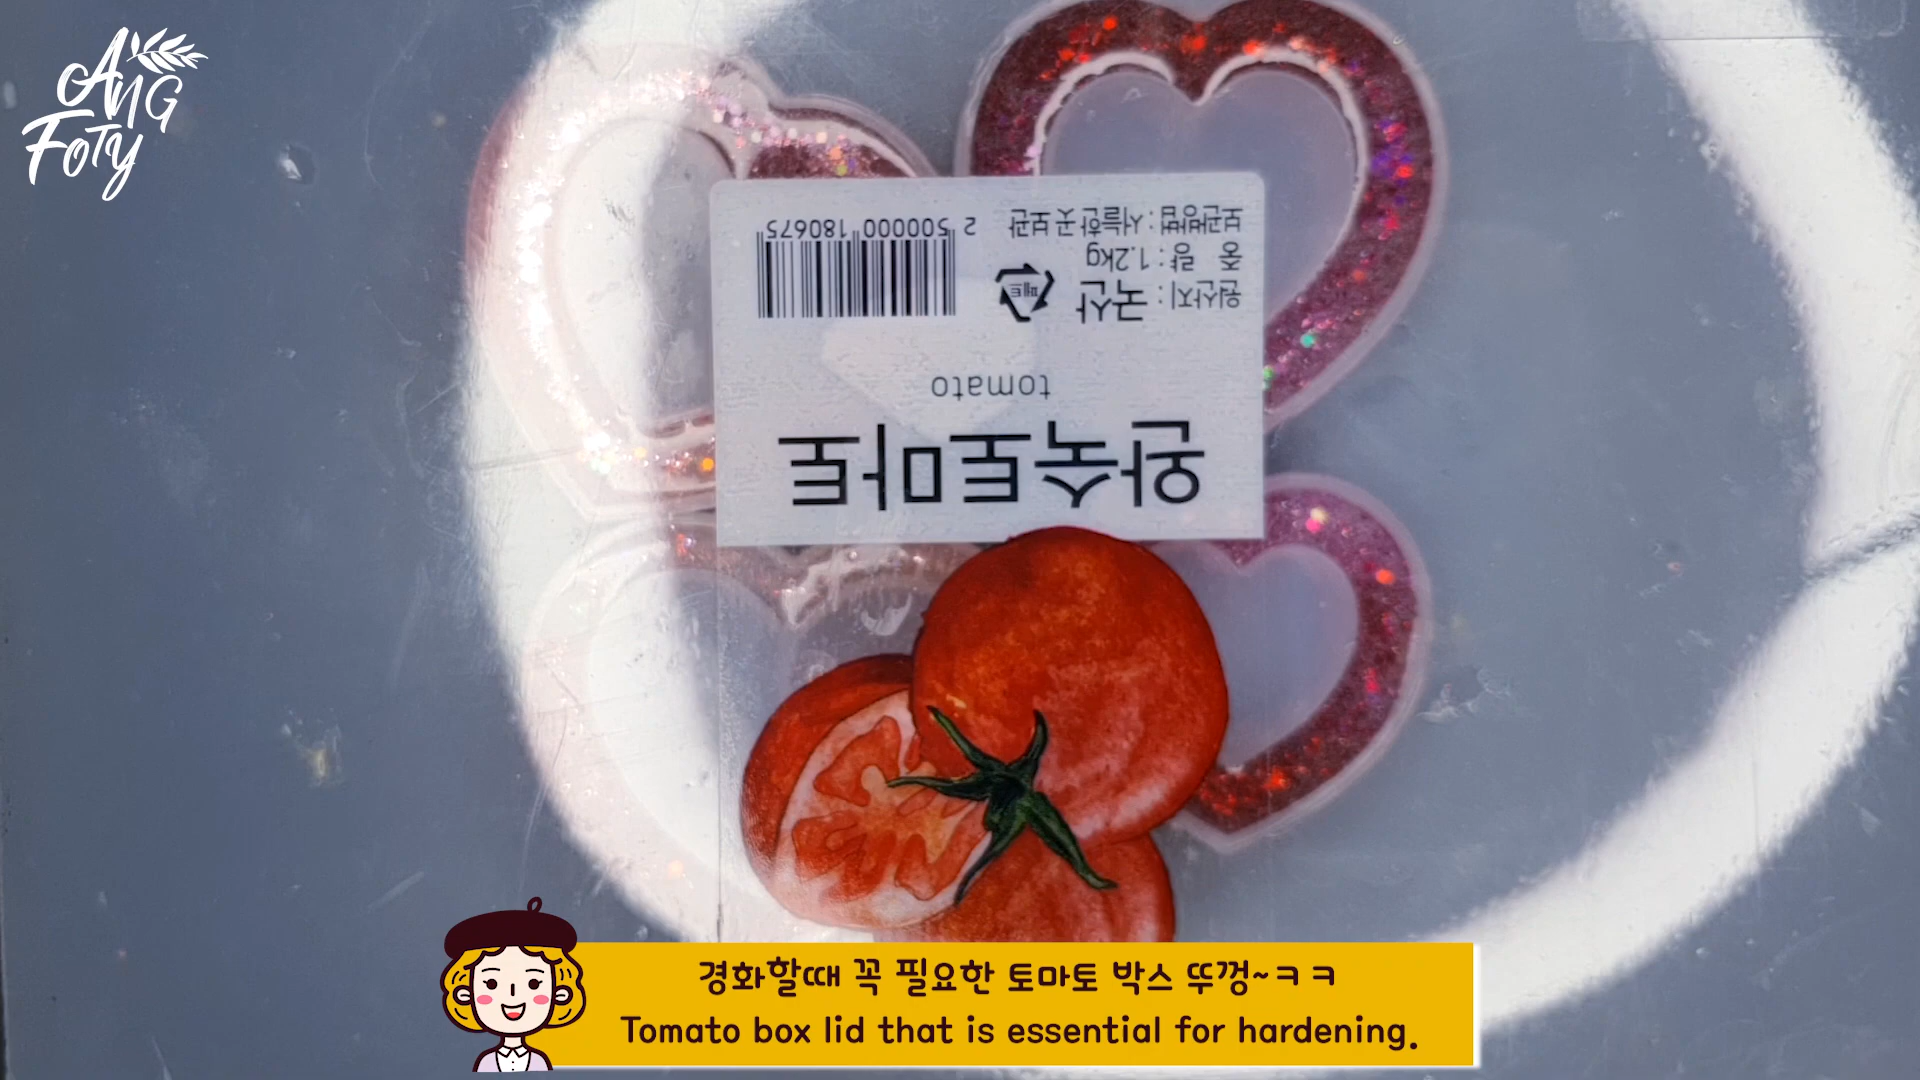 ANG
FOTY
완숙토마토
tomato
원산지 : 국산
중 량 : 1.2kg
보관방법 : 서늘한 곳 보관
페트
2 500000 180675
경화할때 꼭 필요한 토마토 박스 뚜껑~ㅋㅋ
Tomato box lid that is essential for hardening.